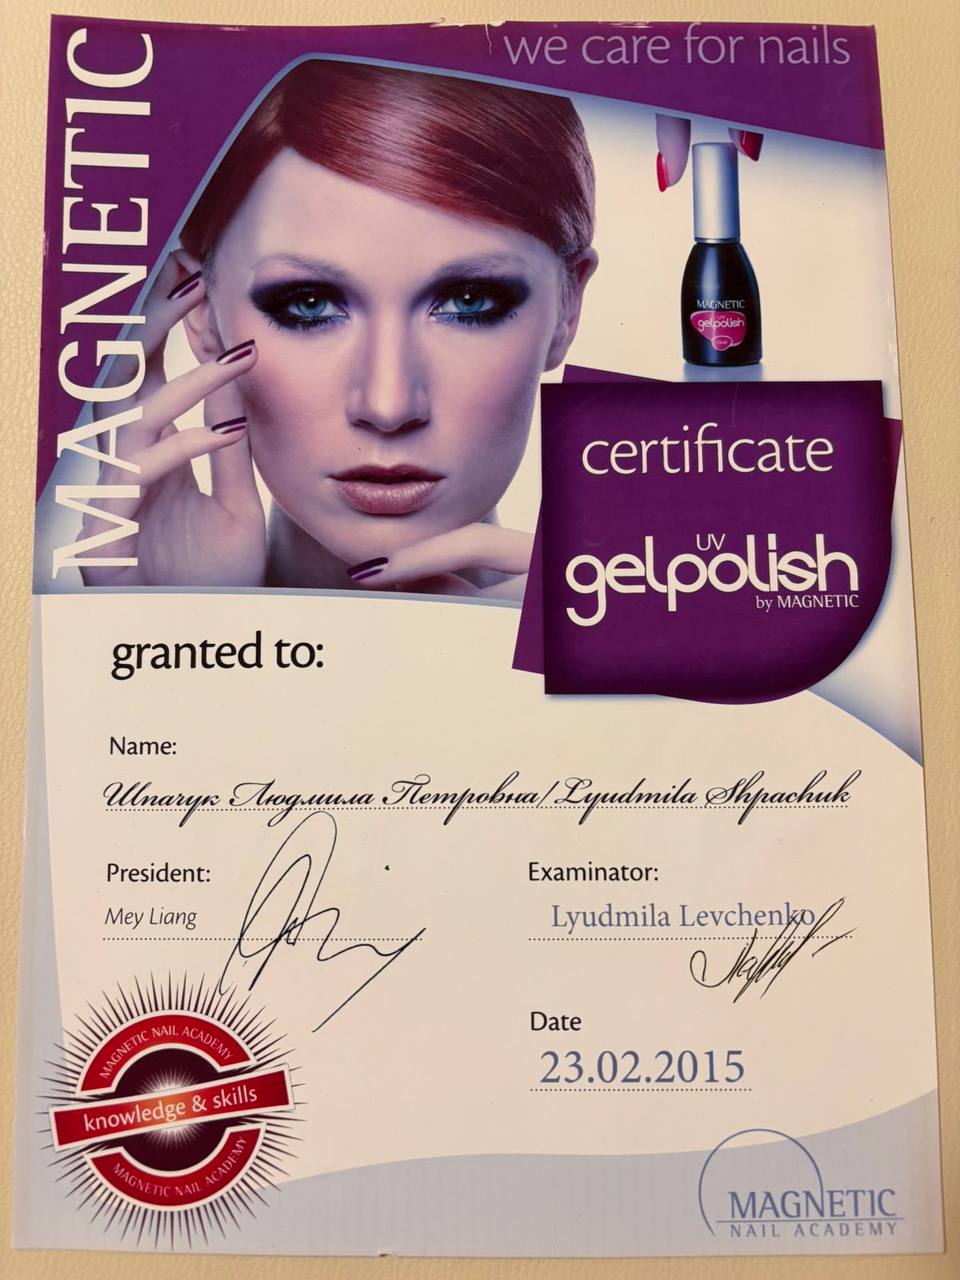 we care for nails
MAGNETIC
MAGNETIC
UV
gelpolish
certificate
UV
gelpolish
by MAGNETIC
granted to:
Name:
Шпачук Людмила Петровна/Lyudmila Shpachuk
President:
Mey Liang
Examinator:
Lyudmila Levchenko
Date
23.02.2015
MAGNETIC NAIL ACADEMY
knowledge & skills
MAGNETIC NAIL ACADEMY
MAGNETIC
NAIL ACADEMY